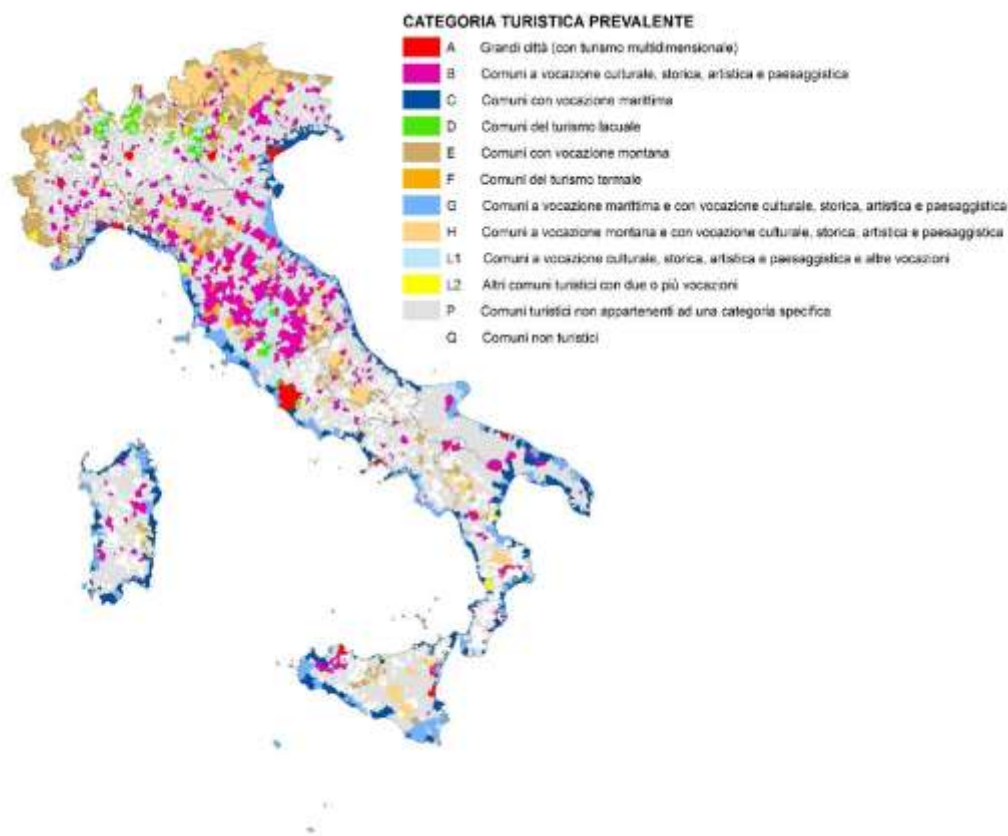 CATEGORIA TURISTICA PREVALENTE
A Grandi città (con turismo multidimensionale)
B Comuni a vocazione culturale, storica, artistica e paesaggistica
C Comuni con vocazione marittima
D Comuni del turismo lacuale
E Comuni con vocazione montana
F Comuni del turismo termale
G Comuni a vocazione marittima e con vocazione culturale, storica, artistica e paesaggistica
H Comuni a vocazione montana e con vocazione culturale, storica, artistica e paesaggistica
L1 Comuni a vocazione culturale, storica, artistica e paesaggistica e altre vocazioni
L2 Altri comuni turistici con due o più vocazioni
P Comuni turistici non appartenenti ad una categoria specifica
Q Comuni non turistici